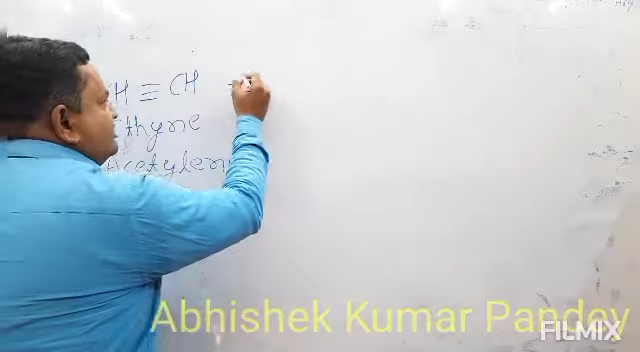 H ≡ CH
thyne
Acetylen
Abhishek Kumar Pandey
FILMIX